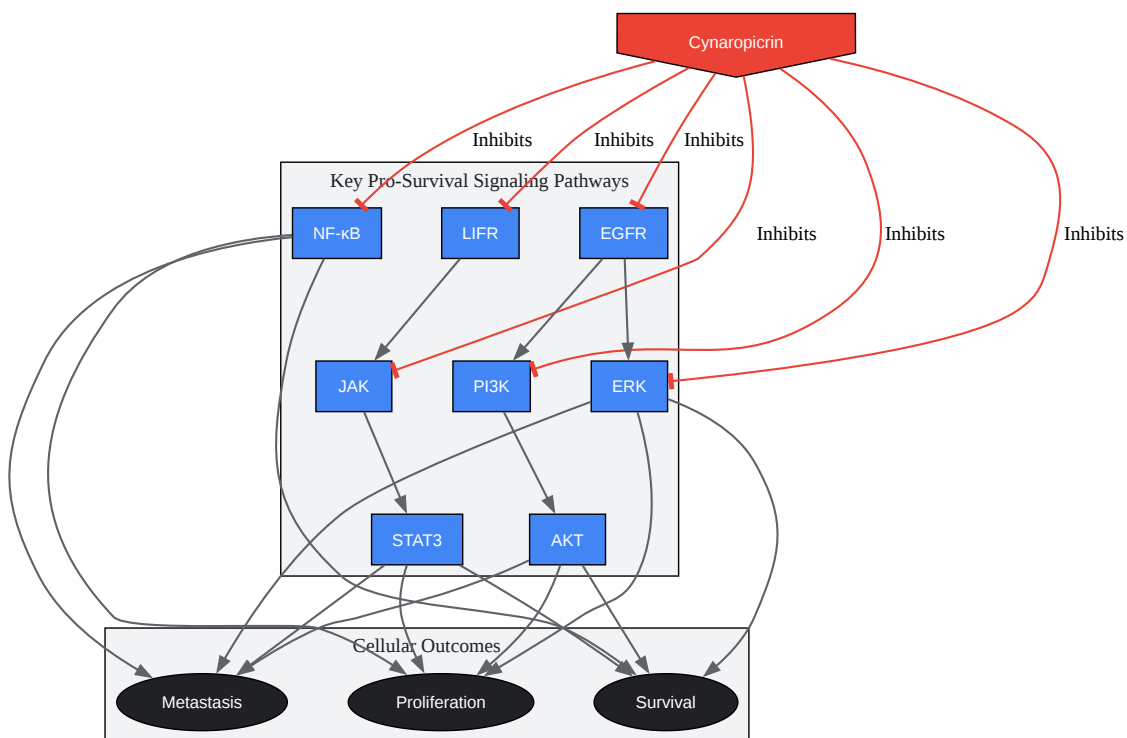 Cynaropicrin
Inhibits
Inhibits
Inhibits
Key Pro-Survival Signaling Pathways
NF-κB
LIFR
EGFR
Inhibits
Inhibits
Inhibits
JAK
PI3K
ERK
STAT3
AKT
Cellular Outcomes
Metastasis
Proliferation
Survival